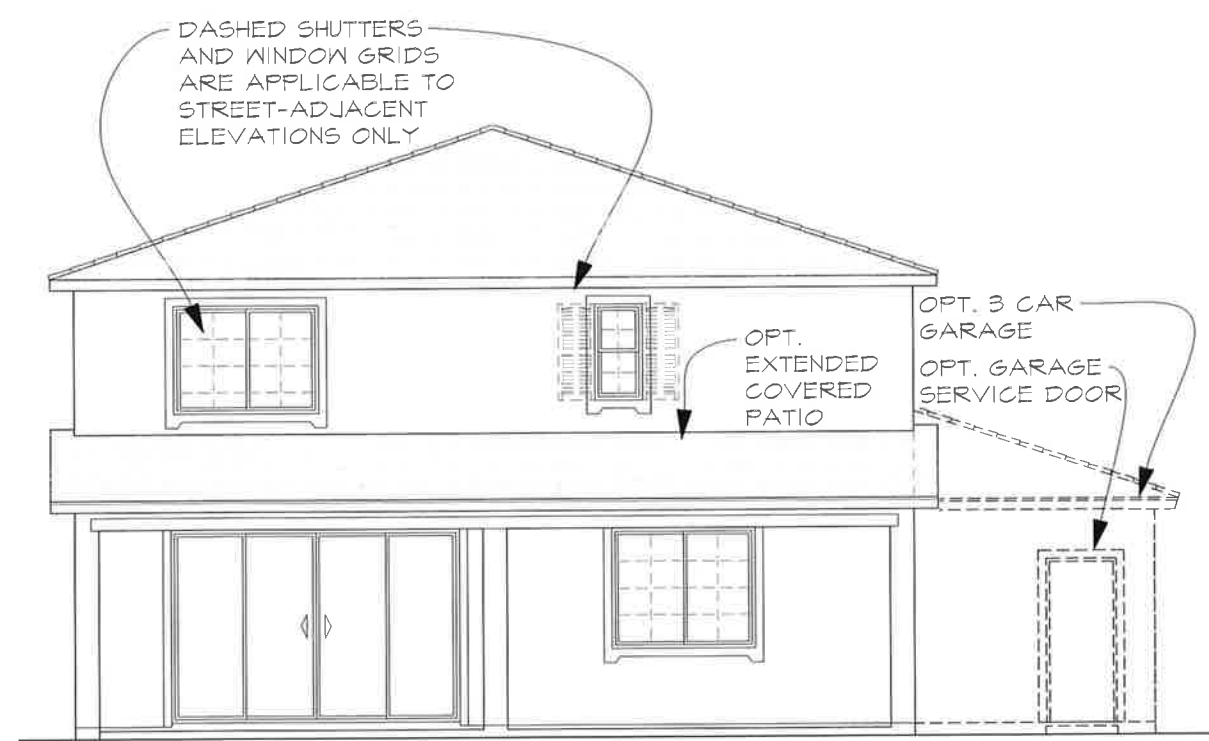 DASHED SHUTTERS
AND WINDOW GRIDS
ARE APPLICABLE TO
STREET-ADJACENT
ELEVATIONS ONLY
OPT.
EXTENDED
COVERED
PATIO
OPT. 3 CAR
GARAGE
OPT. GARAGE
SERVICE DOOR